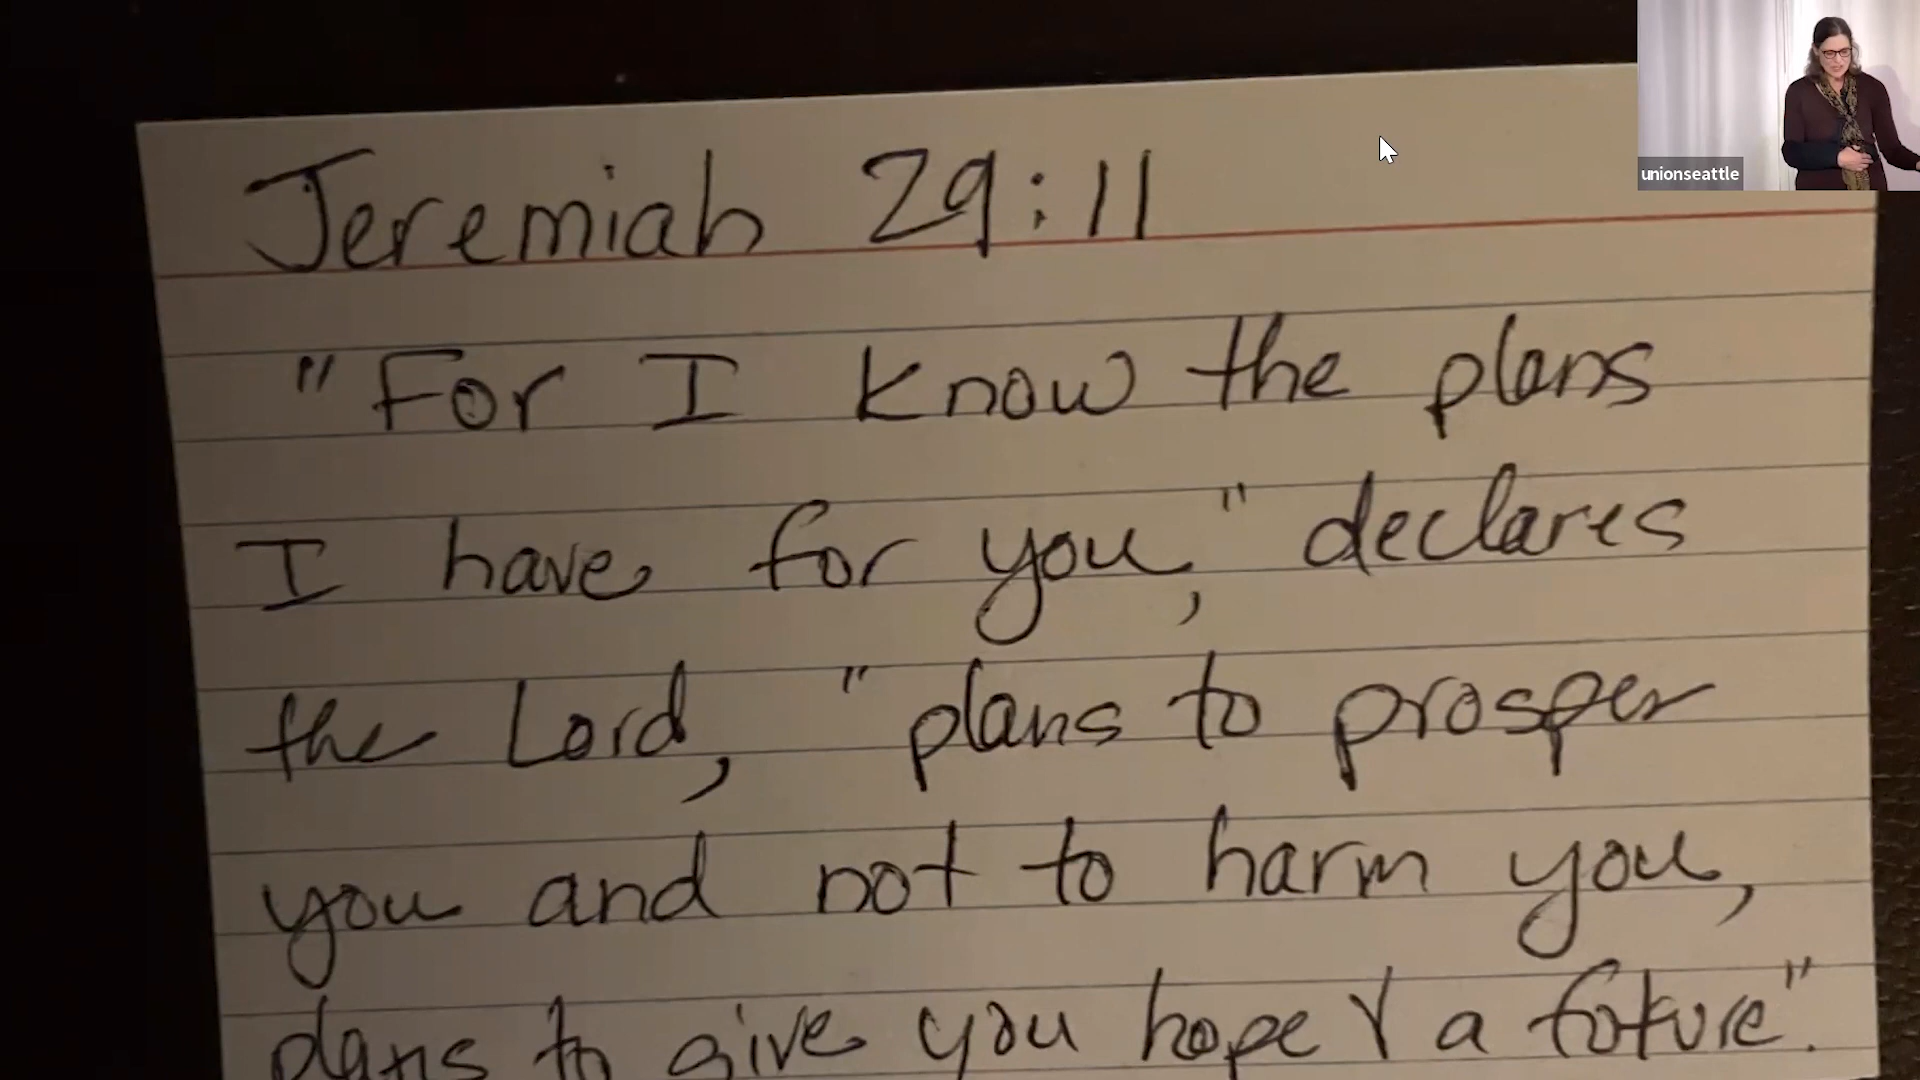 unionseattle
Jeremiah 29:11
"For I know the plans
I have for you," declares
the Lord, "plans to prosper
you and not to harm you,
plans to give you hope & a future".